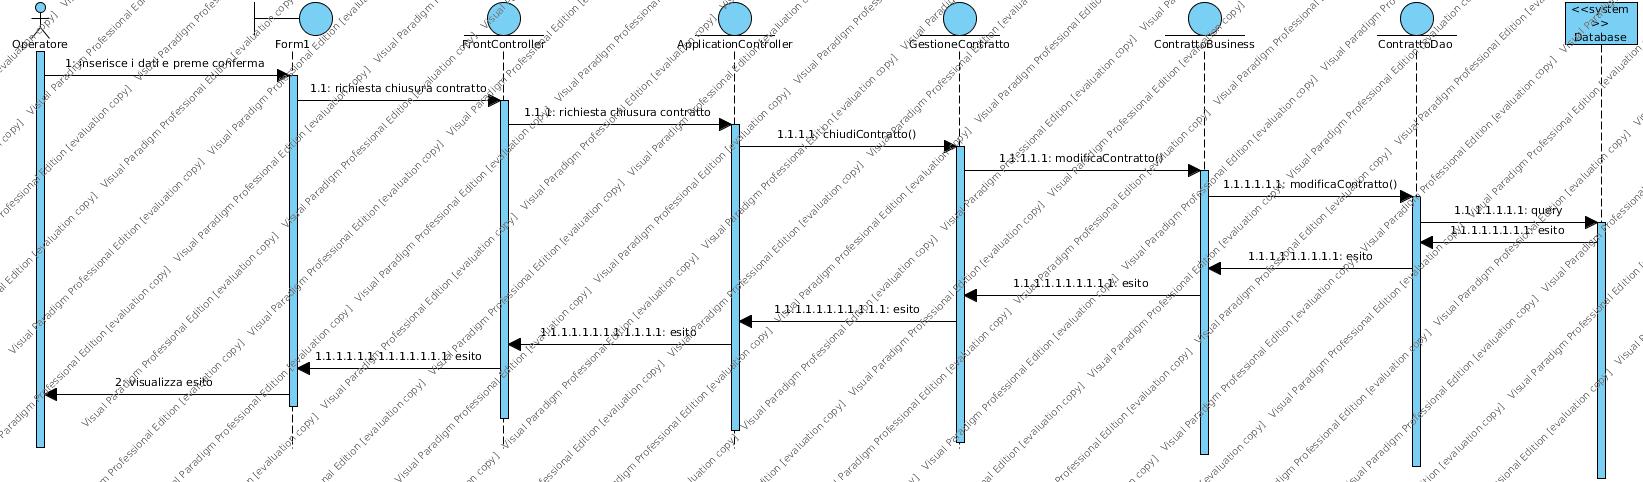 Operatore
Form1
FrontController
ApplicationController
GestioneContratto
ContrattoBusiness
ContrattoDao
<<system
>>
Database
1: inserisce i dati e preme conferma
1.1: richiesta chiusura contratto
1.1.1: richiesta chiusura contratto
1.1.1.1: chiudiContratto()
1.1.1.1.1: modificaContratto()
1.1.1.1.1.1: modificaContratto()
1.1.1.1.1.1.1: query
1.1.1.1.1.1.1.1: esito
1.1.1.1.1.1.1.1.1: esito
1.1.1.1.1.1.1.1.1.1: esito
1.1.1.1.1.1.1.1.1.1.1: esito
1.1.1.1.1.1.1.1.1.1.1.1: esito
1.1.1.1.1.1.1.1.1.1.1.1.1: esito
2: visualizza esito
Visual Paradigm Professional Edition [evaluation copy]